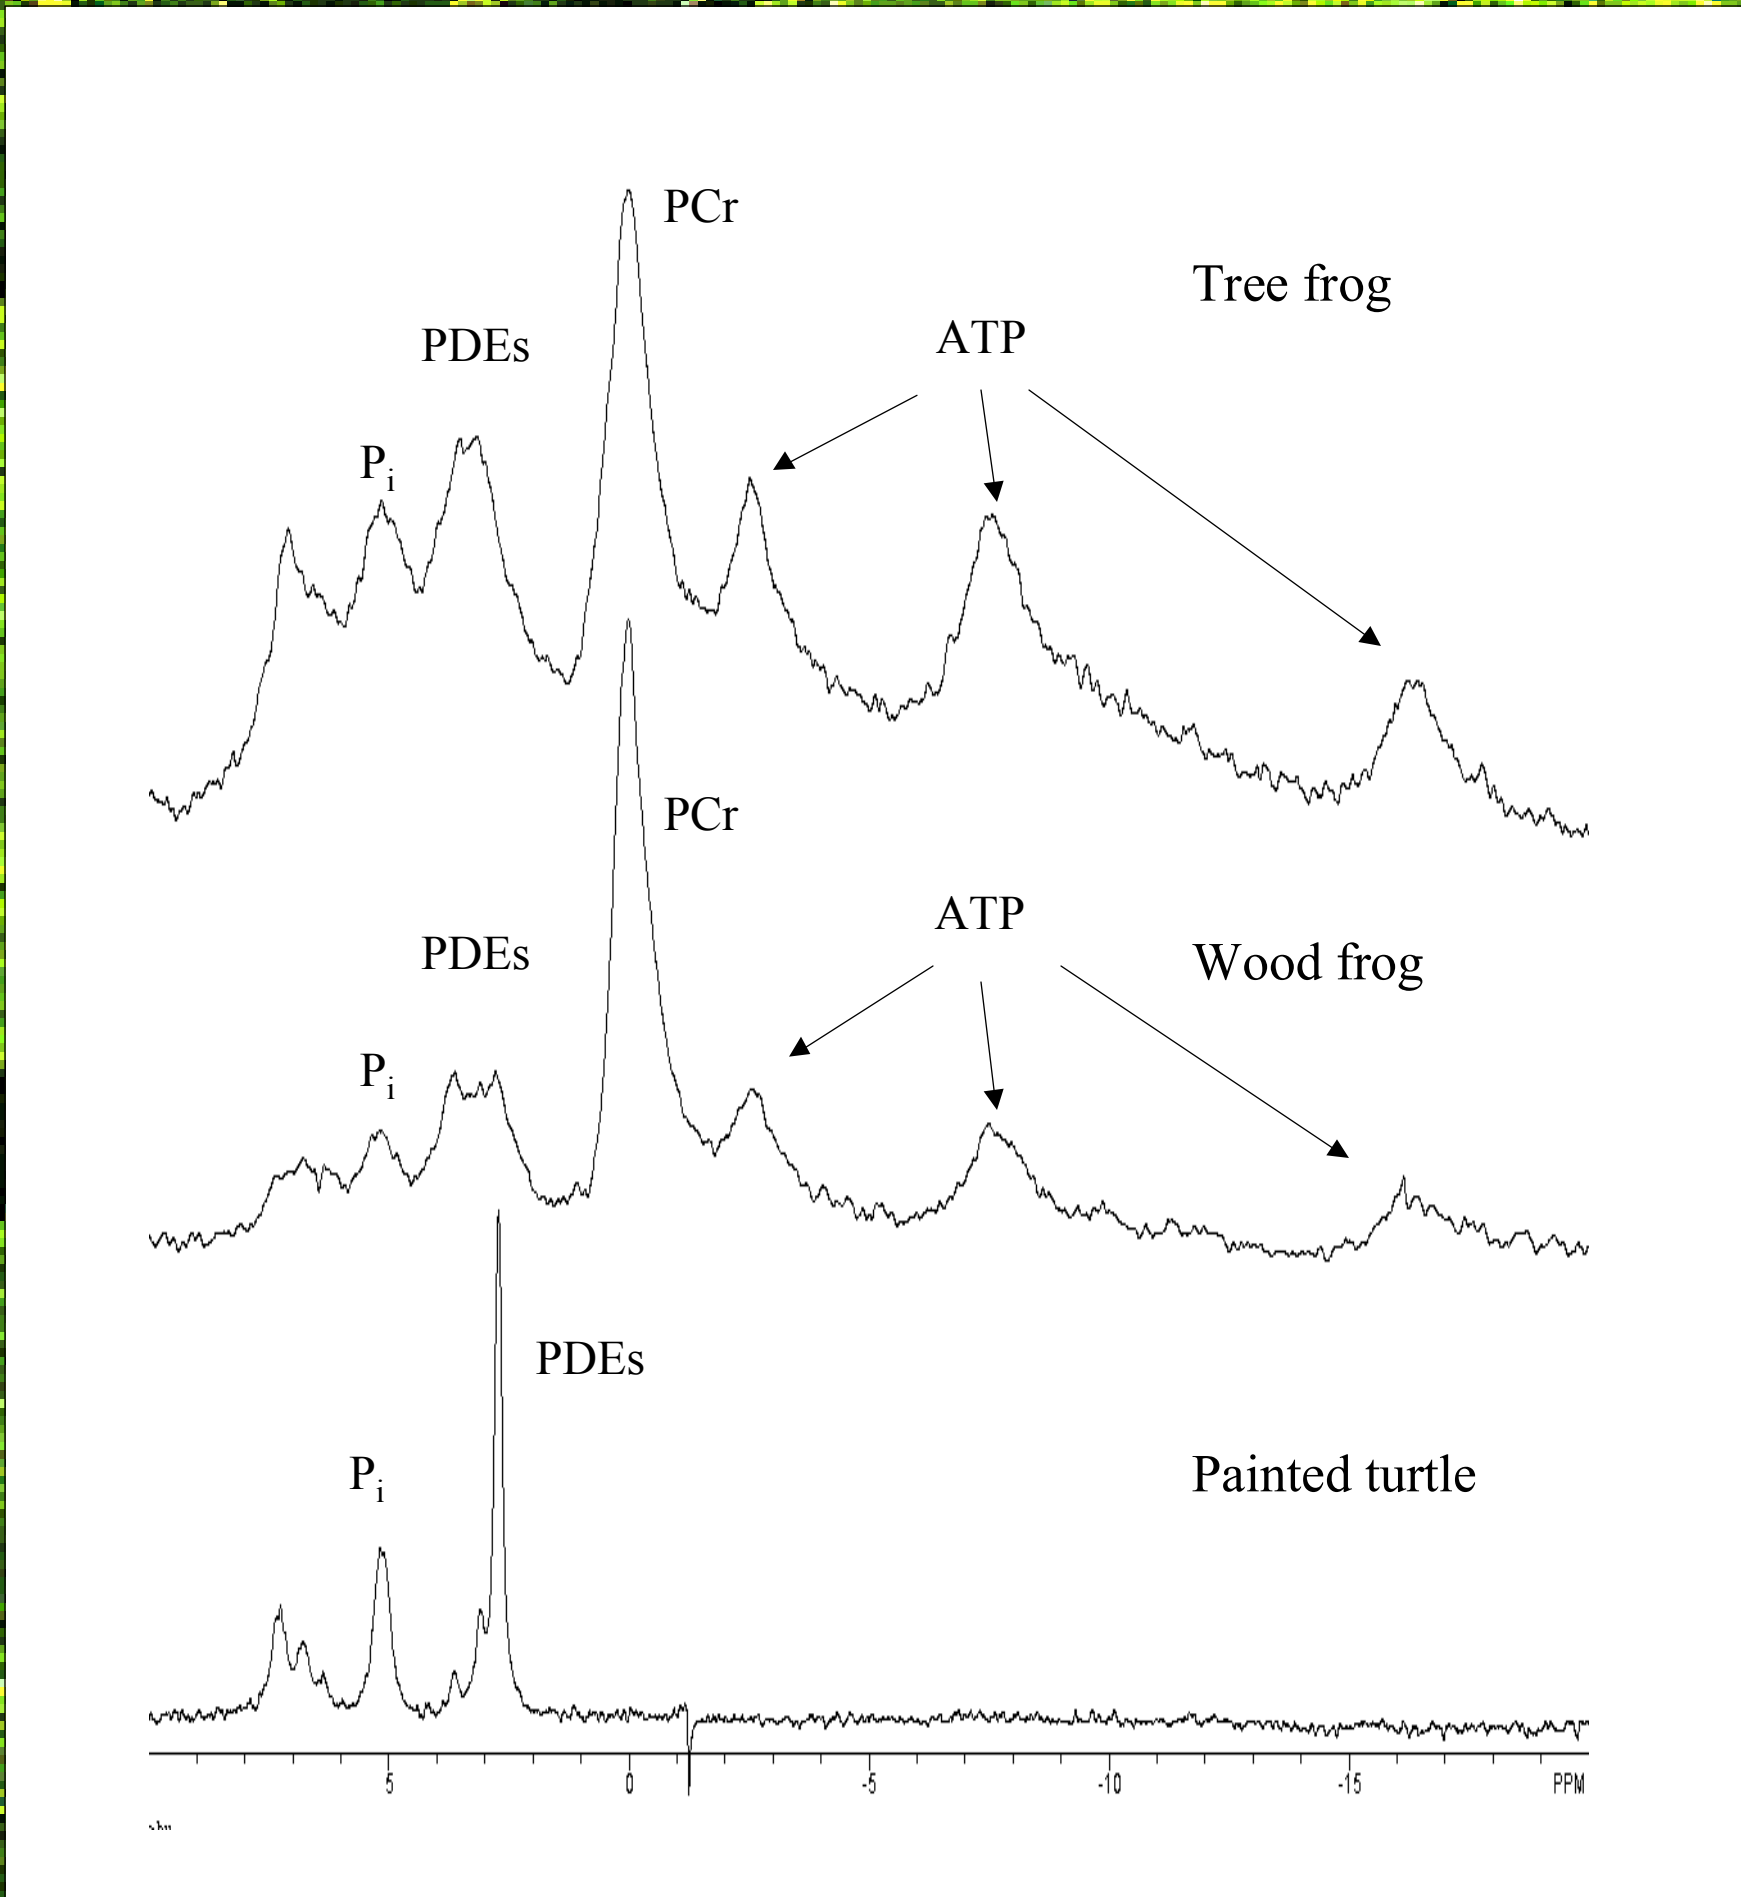 PCr
Tree frog
ATP
PDEs
Pi
PCr
ATP
Wood frog
PDEs
Pi
PDEs
Painted turtle
Pi
5 0 -5 -10 -15 PPM